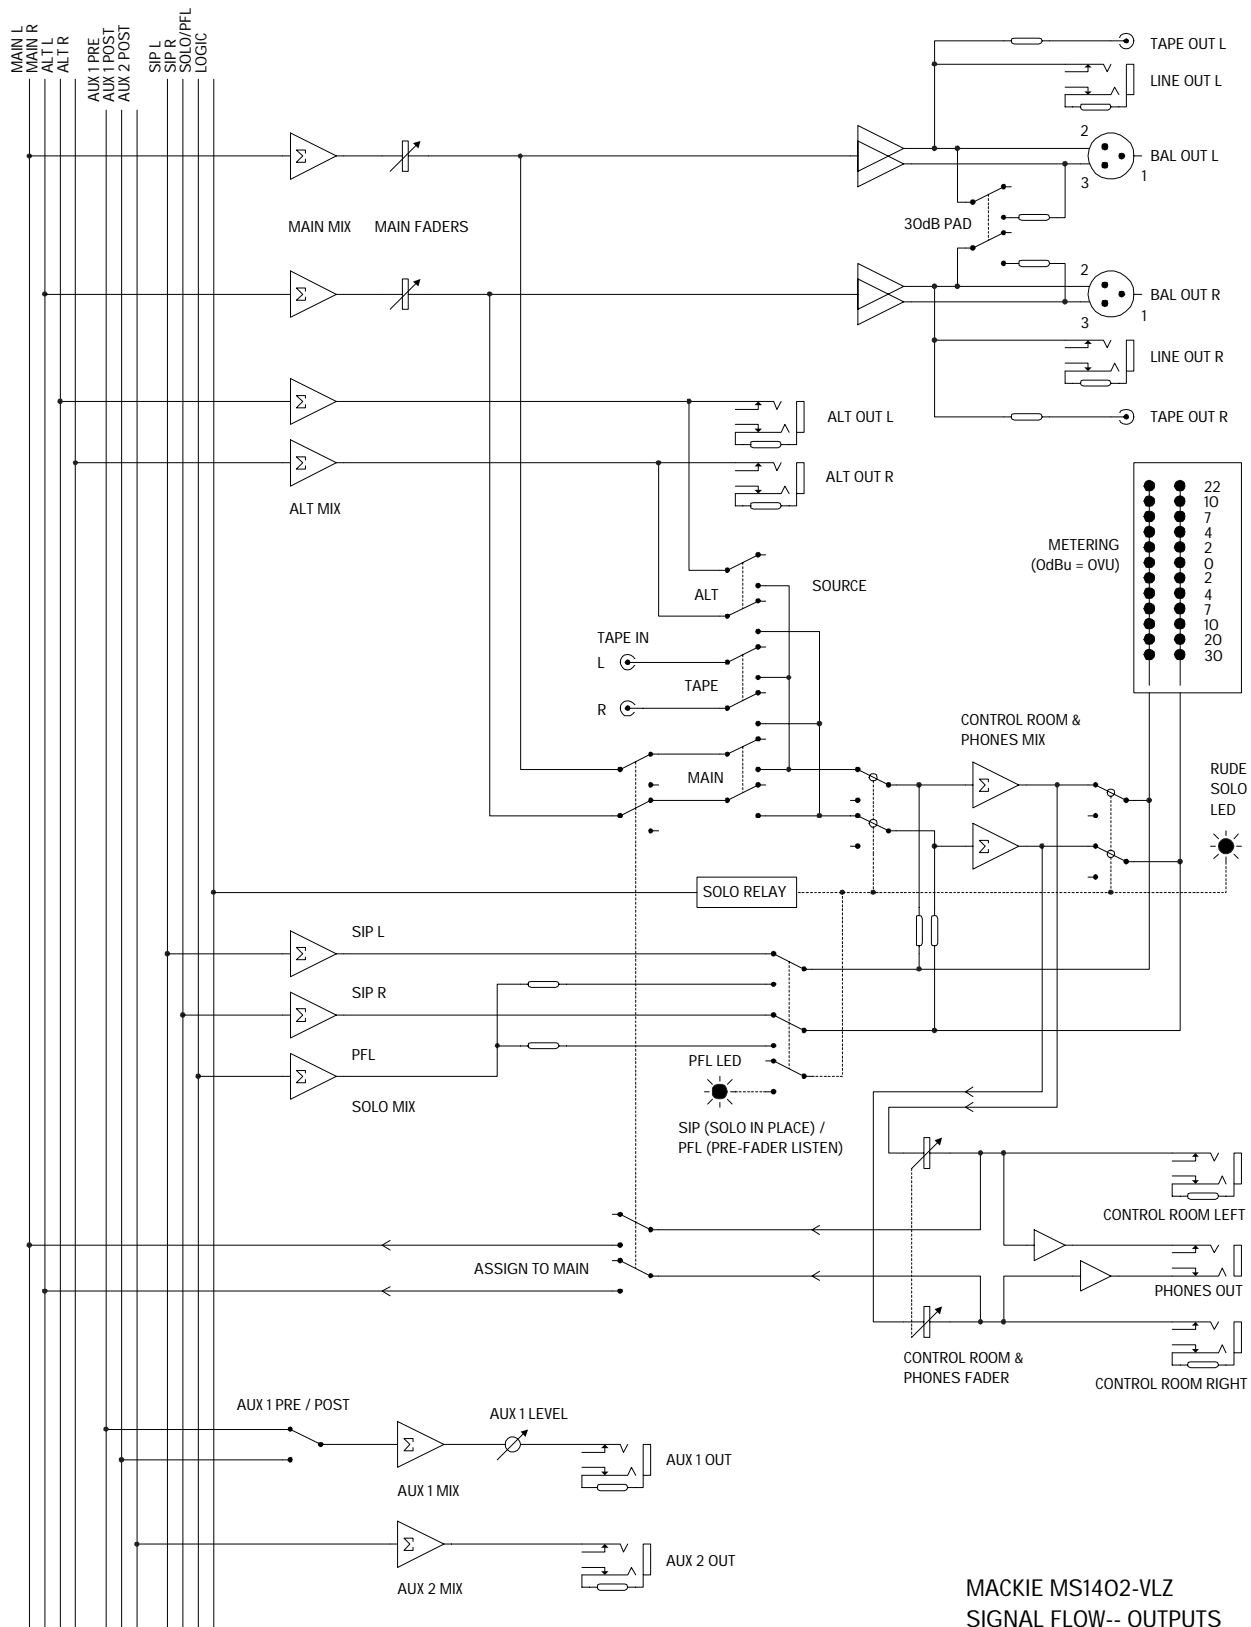 MAIN L
MAIN R
ALT L
ALT R
AUX 1 PRE
AUX 1 POST
AUX 2 POST
SIP L
SIP R
SOLO/PFL
LOGIC
TAPE OUT L
LINE OUT L
2
BAL OUT L
3
1
Σ
MAIN MIX
MAIN FADERS
30dB PAD
Σ
2
BAL OUT R
3
1
LINE OUT R
Σ
ALT OUT L
TAPE OUT R
Σ
ALT OUT R
ALT MIX
METERING
(0dBu = 0VU)
22
10
7
4
2
0
2
4
7
10
20
30
ALT
SOURCE
TAPE IN
L
TAPE
R
CONTROL ROOM &
PHONES MIX
MAIN
Σ
Σ
RUDE
SOLO
LED
SOLO RELAY
SIP L
Σ
SIP R
Σ
PFL
Σ
SOLO MIX
PFL LED
SIP (SOLO IN PLACE) /
PFL (PRE-FADER LISTEN)
CONTROL ROOM LEFT
ASSIGN TO MAIN
PHONES OUT
CONTROL ROOM &
PHONES FADER
CONTROL ROOM RIGHT
AUX 1 PRE / POST
AUX 1 LEVEL
Σ
AUX 1 OUT
AUX 1 MIX
Σ
AUX 2 OUT
AUX 2 MIX
MACKIE MS1402-VLZ
SIGNAL FLOW-- OUTPUTS